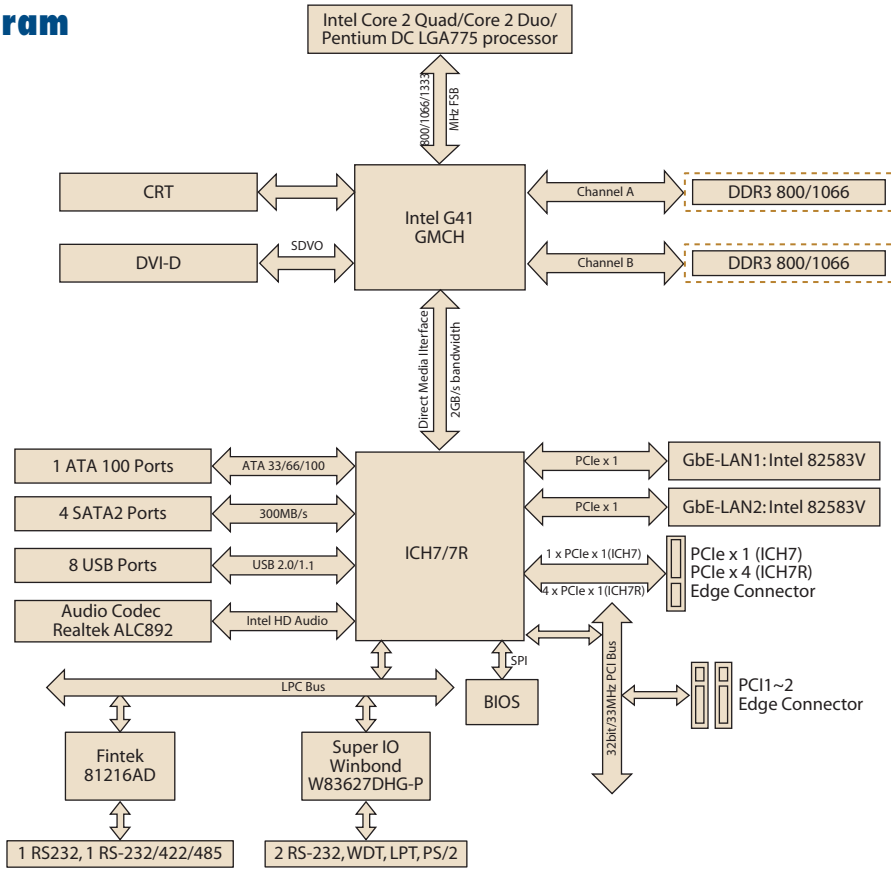 ram
Intel Core 2 Quad/Core 2 Duo/
Pentium DC LGA775 processor
800/1066/1333
MHz FSB
CRT
Intel G41
GMCH
Channel A
DDR3 800/1066
DVI-D
SDVO
Channel B
DDR3 800/1066
Direct Media IIterface
2GB/s bandwidth
1 ATA 100 Ports
ATA 33/66/100
PCIe x 1
GbE-LAN1: Intel 82583V
4 SATA2 Ports
300MB/s
PCIe x 1
GbE-LAN2: Intel 82583V
ICH7/7R
8 USB Ports
USB 2.0/1.1
1 x PCIe x 1(ICH7)
4 x PCIe x 1(ICH7R)
PCIe x 1 (ICH7)
PCIe x 4 (ICH7R)
Edge Connector
Audio Codec
Realtek ALC892
Intel HD Audio
SPI
LPC Bus
BIOS
32bit/33MHz PCI Bus
PCI1~2
Edge Connector
Fintek
81216AD
Super IO
Winbond
W83627DHG-P
1 RS232, 1 RS-232/422/485
2 RS-232, WDT, LPT, PS/2